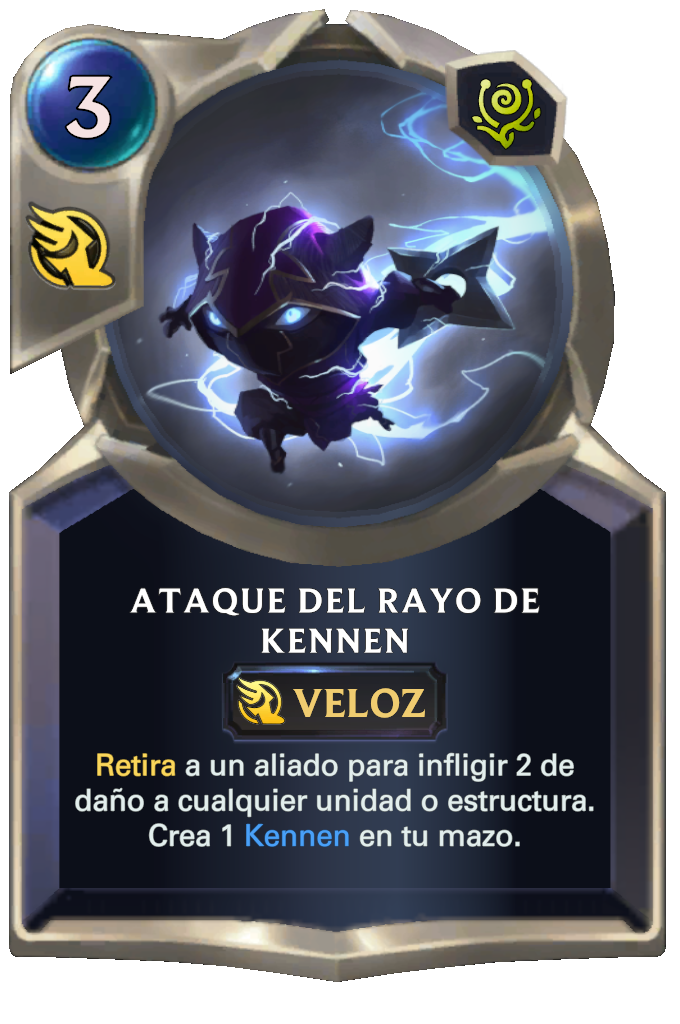 3
ATAQUE DEL RAYO DE
KENNEN
VELOZ
Retira a un aliado para infligir 2 de
daño a cualquier unidad o estructura.
Crea 1 Kennen en tu mazo.